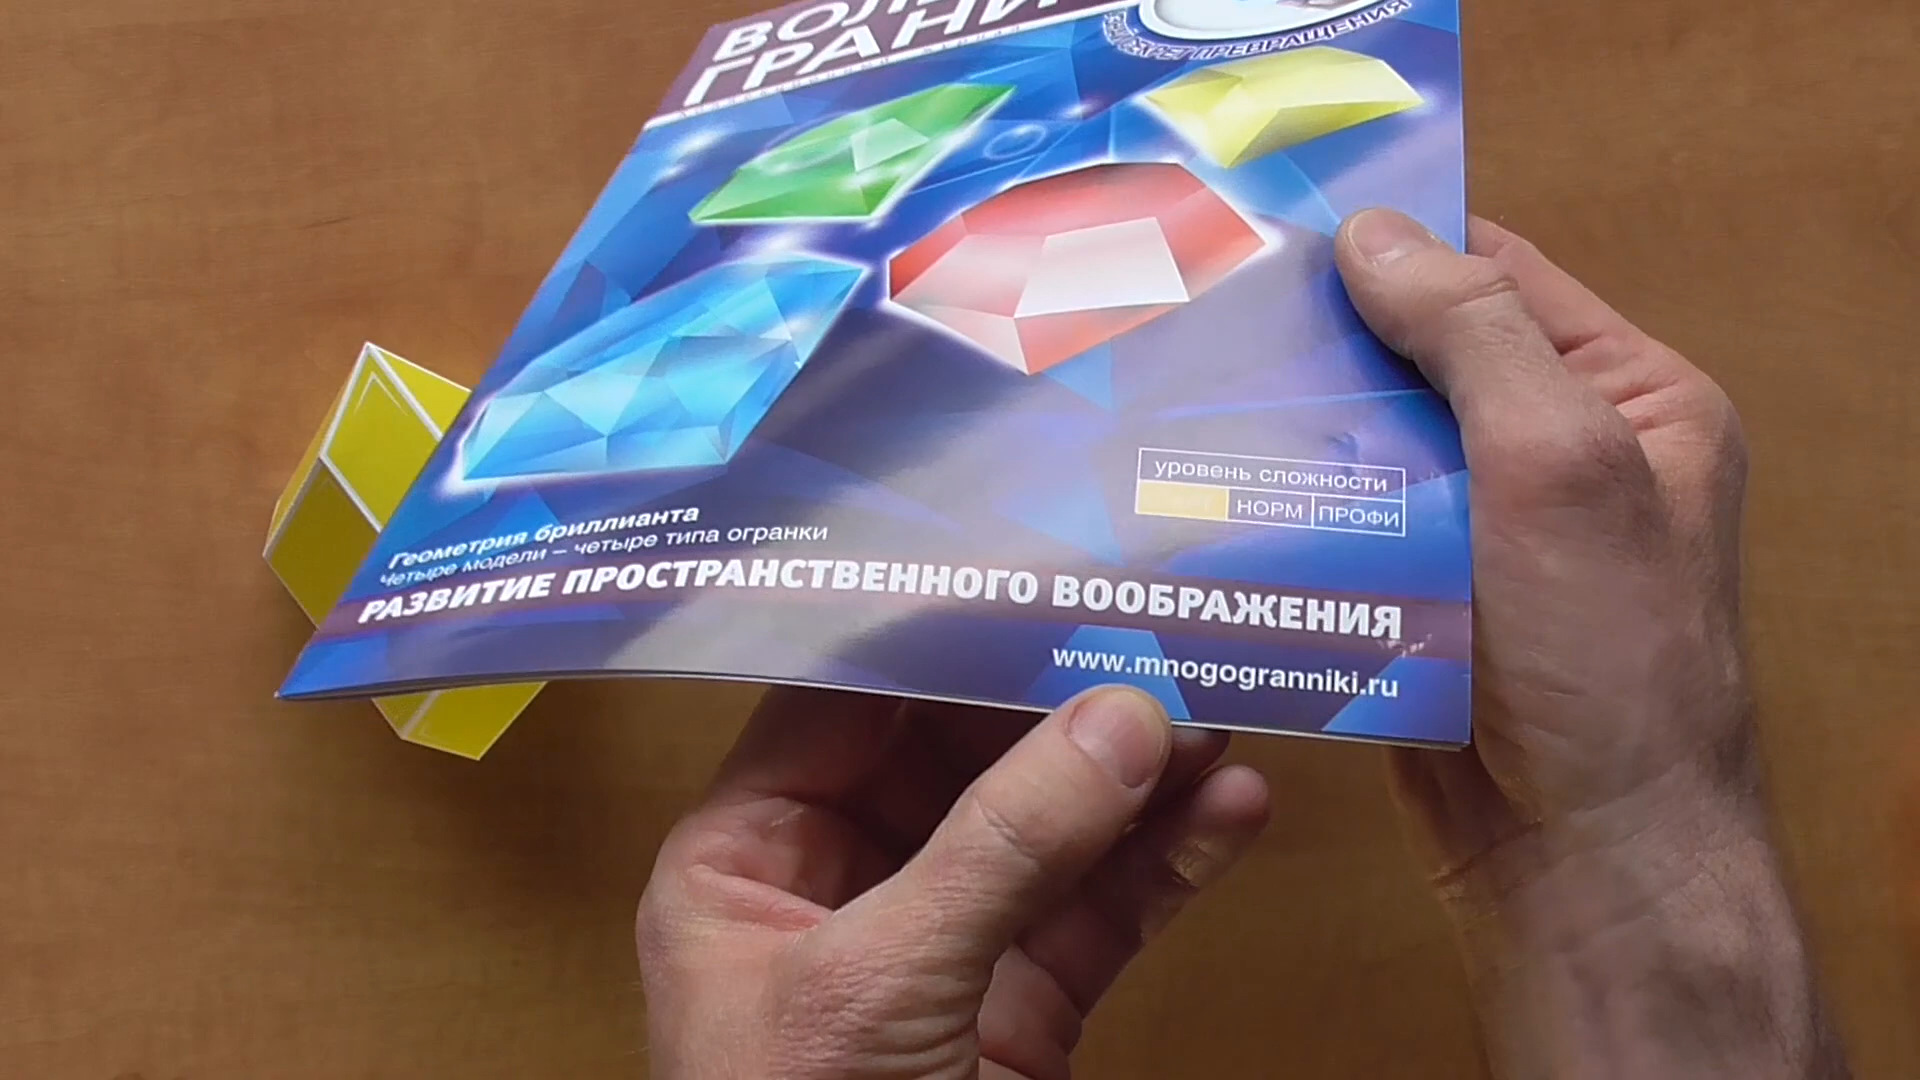 ГРАНИ
СЕКРЕТ ПРЕВРАЩЕНИЯ
уровень сложности
НОРМ ПРОФИ
Геометрия бриллианта
Четыре модели – четыре типа огранки
РАЗВИТИЕ ПРОСТРАНСТВЕННОГО ВООБРАЖЕНИЯ
www.mnogogranniki.ru